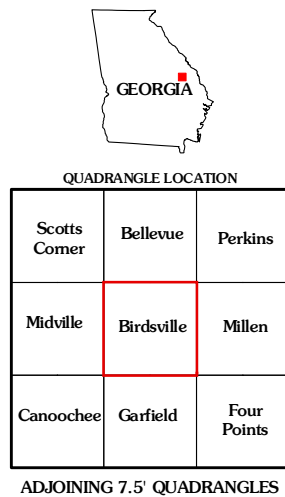 GEORGIA
QUADRANGLE LOCATION
Scotts
Corner
Bellevue
Perkins
Midville
Birdsville
Millen
Canoochee
Garfield
Four
Points
ADJOINING 7.5' QUADRANGLES